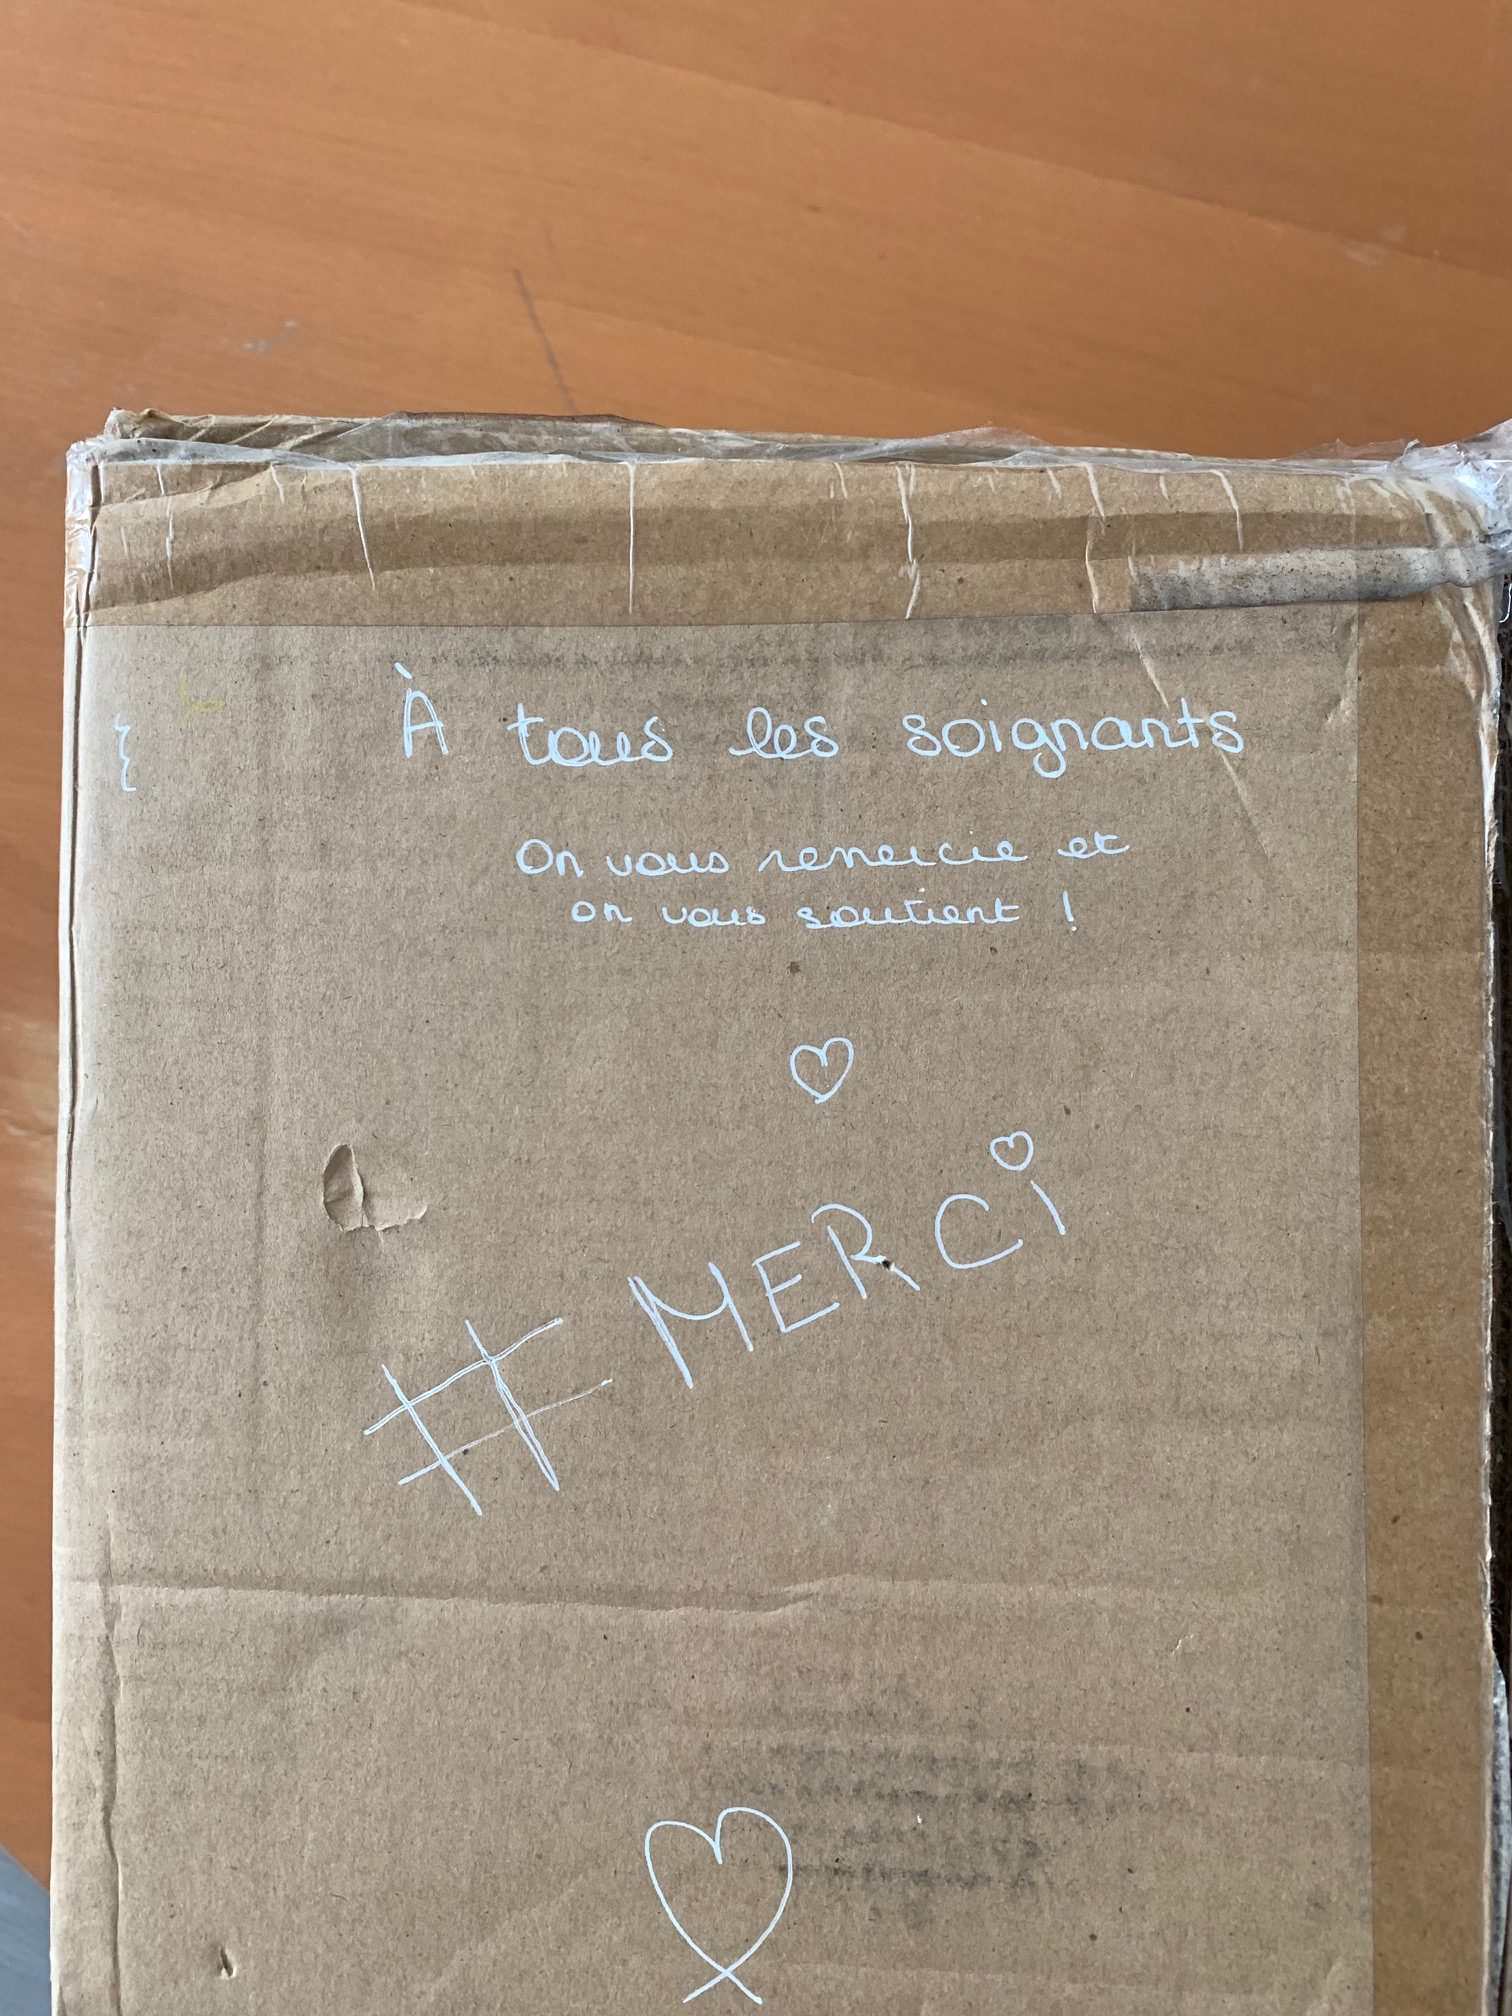 À tous les soignants
On vous remercie et
on vous soutient !
#MERCi